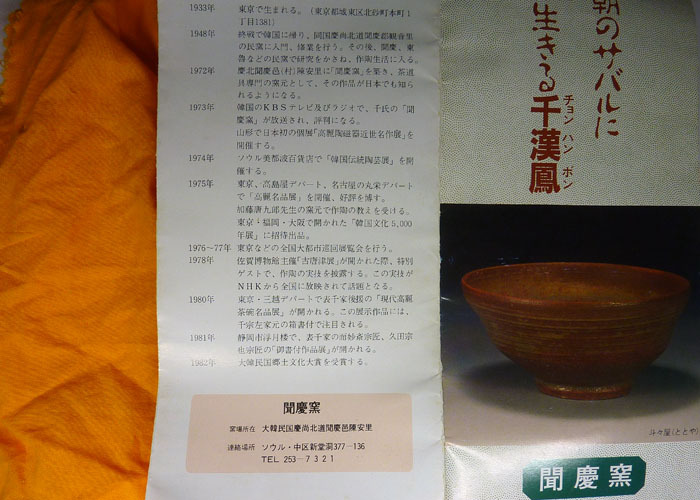 1933年 東京で生まれる。(東京都城東区北砂町本町1
丁目1381)
1948年 終戦で韓国に帰り、同国慶尚北道聞慶郡観音里
の民窯に入門、修業を行う。その後、聞慶、東
魯などの民窯で研究をかさね、作陶生活に入る。
1972年 慶北聞慶邑(村)陳安里に「聞慶窯」を築き、茶道
具専門の窯元として、その作品が日本でも知ら
れるようになる。
1973年 韓国のKBSテレビ及びラジオで、千氏の「聞
慶窯」が放送され、評判になる。
山形で日本初の個展「高麗陶磁器近世名作展」を
開催する。
1974年 ソウル美都波百貨店で「韓国伝統陶芸展」を開
催する。
1975年 東京、高島屋デパート、名古屋の丸栄デパート
で「高麗名品展」を開催、好評を博す。
加藤唐九郎先生の窯元で作陶の教えを受ける。
東京・福岡・大阪で開かれた「韓国文化5,000
年展」に招待出品。
1976〜77年 東京などの全国大都市巡回展覧会を行う。
1978年 佐賀博物館主催「古唐津展」が開かれた際、特別
ゲストで、作陶の実技を披露する。この実技が
NHKから全国に放映されて話題となる。
1980年 東京・三越デパートで表千家後援の「現代高麗
茶碗名品展」が開かれる。この展示作品には、
千宗左家元の箱書付で注目される。
1981年 静岡市浮月楼で、表千家の而妙斎宗匠、久田宗
也宗匠の「御書付作品展」が開かれる。
1982年 大韓民国郷土文化大賞を受賞する。
聞慶窯
窯場所在 大韓民国慶尚北道聞慶邑陳安里
連絡場所 ソウル・中区新堂洞377―136
TEL 253―7321
朝のサバルに
生きる千漢鳳
チョン ハン ボン
斗々屋(ととや)
聞慶窯